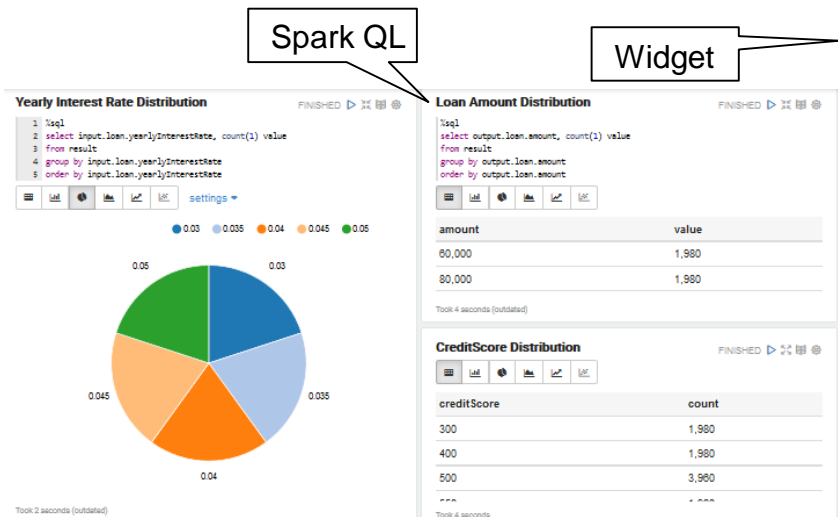 Spark QL
Widget
Yearly Interest Rate Distribution
FINISHED
1 %sql
2 select input.loan.yearlyInterestRate, count(1) value
3 from result
4 group by input.loan.yearlyInterestRate
5 order by input.loan.yearlyInterestRate
settings
0.03 0.035 0.04 0.045 0.05
0.05
0.03
0.045
0.035
0.04
Took 2 seconds (outdated)
Loan Amount Distribution
FINISHED
%sql
select output.loan.amount, count(1) value
from result
group by output.loan.amount
order by output.loan.amount
amount value
60,000 1,980
80,000 1,980
Took 4 seconds (outdated)
CreditScore Distribution
FINISHED
creditScore count
300 1,980
400 1,980
500 3,960
Took 4 seconds